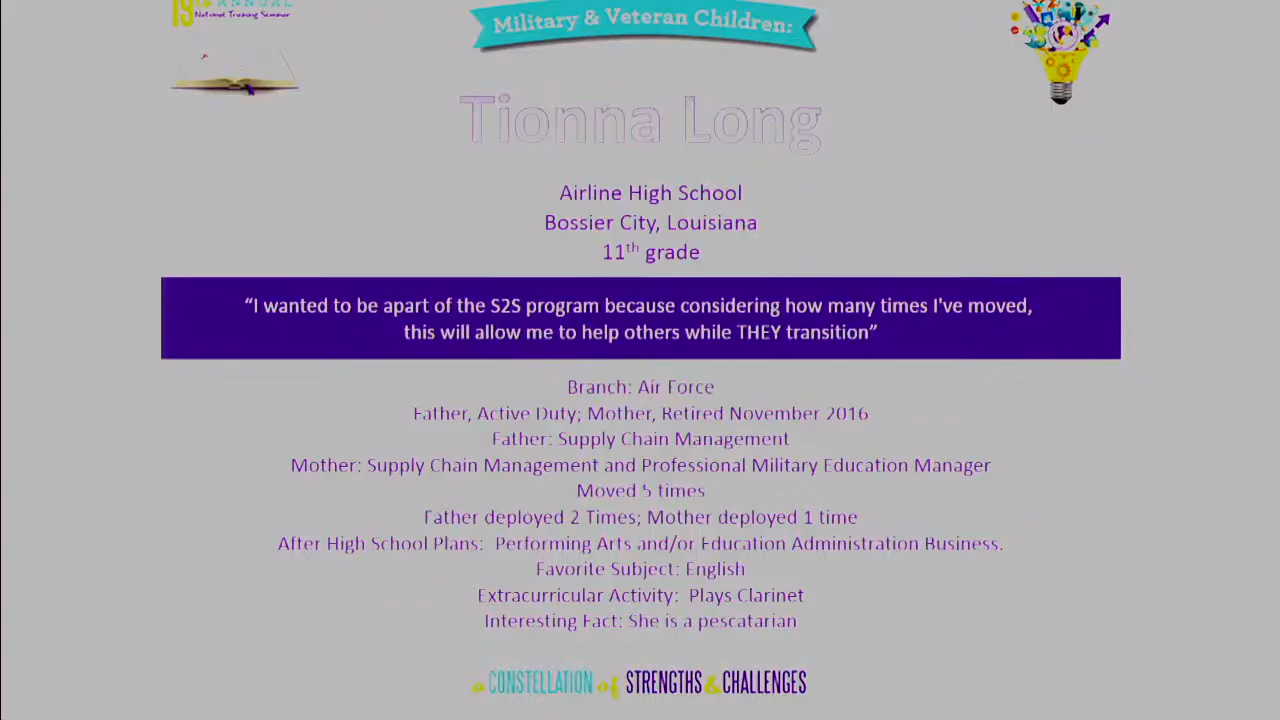 19th ANNUAL
National Training Seminar
Military & Veteran Children:
Tionna Long
Airline High School
Bossier City, Louisiana
11th grade
“I wanted to be apart of the S2S program because considering how many times I've moved,
this will allow me to help others while THEY transition”
Branch: Air Force
Father, Active Duty; Mother, Retired November 2016
Father: Supply Chain Management
Mother: Supply Chain Management and Professional Military Education Manager
Moved 5 times
Father deployed 2 Times; Mother deployed 1 time
After High School Plans:  Performing Arts and/or Education Administration Business.
Favorite Subject: English
Extracurricular Activity:  Plays Clarinet
Interesting Fact: She is a pescatarian
a CONSTELLATION of STRENGTHS & CHALLENGES